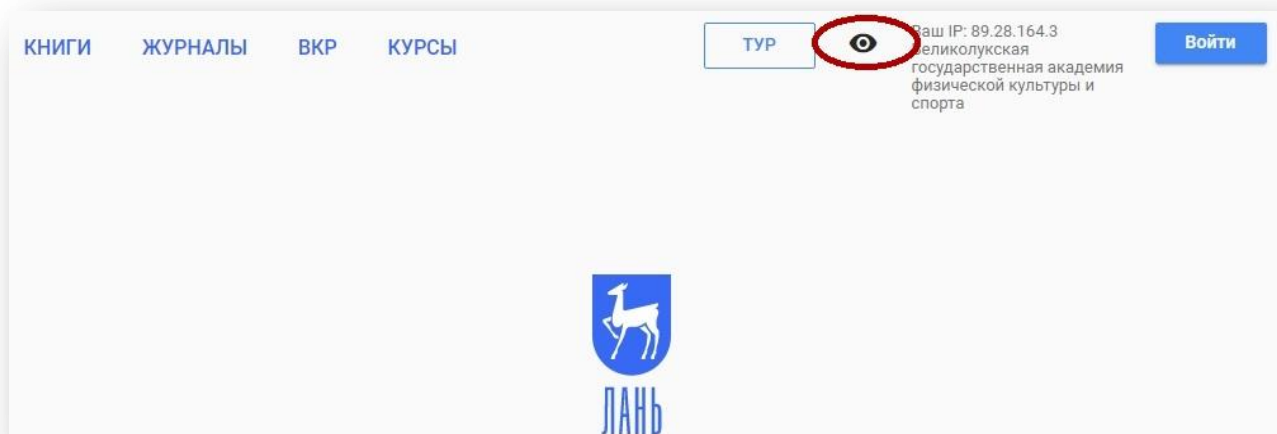 КНИГИ ЖУРНАЛЫ ВКР КУРСЫ ТУР
Ваш IP: 89.28.164.3
Великолукская
государственная академия
физической культуры и
спорта
Войти
ЛАНЬ